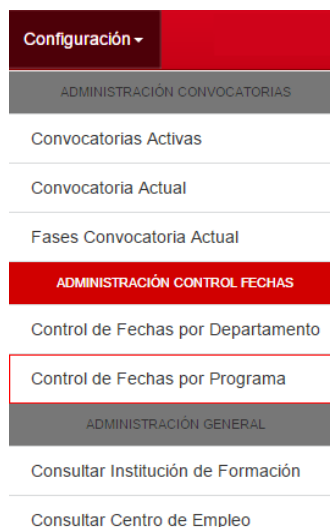 Configuración
ADMINISTRACIÓN CONVOCATORIAS
Convocatorias Activas
Convocatoria Actual
Fases Convocatoria Actual
ADMINISTRACIÓN CONTROL FECHAS
Control de Fechas por Departamento
Control de Fechas por Programa
ADMINISTRACIÓN GENERAL
Consultar Institución de Formación
Consultar Centro de Empleo